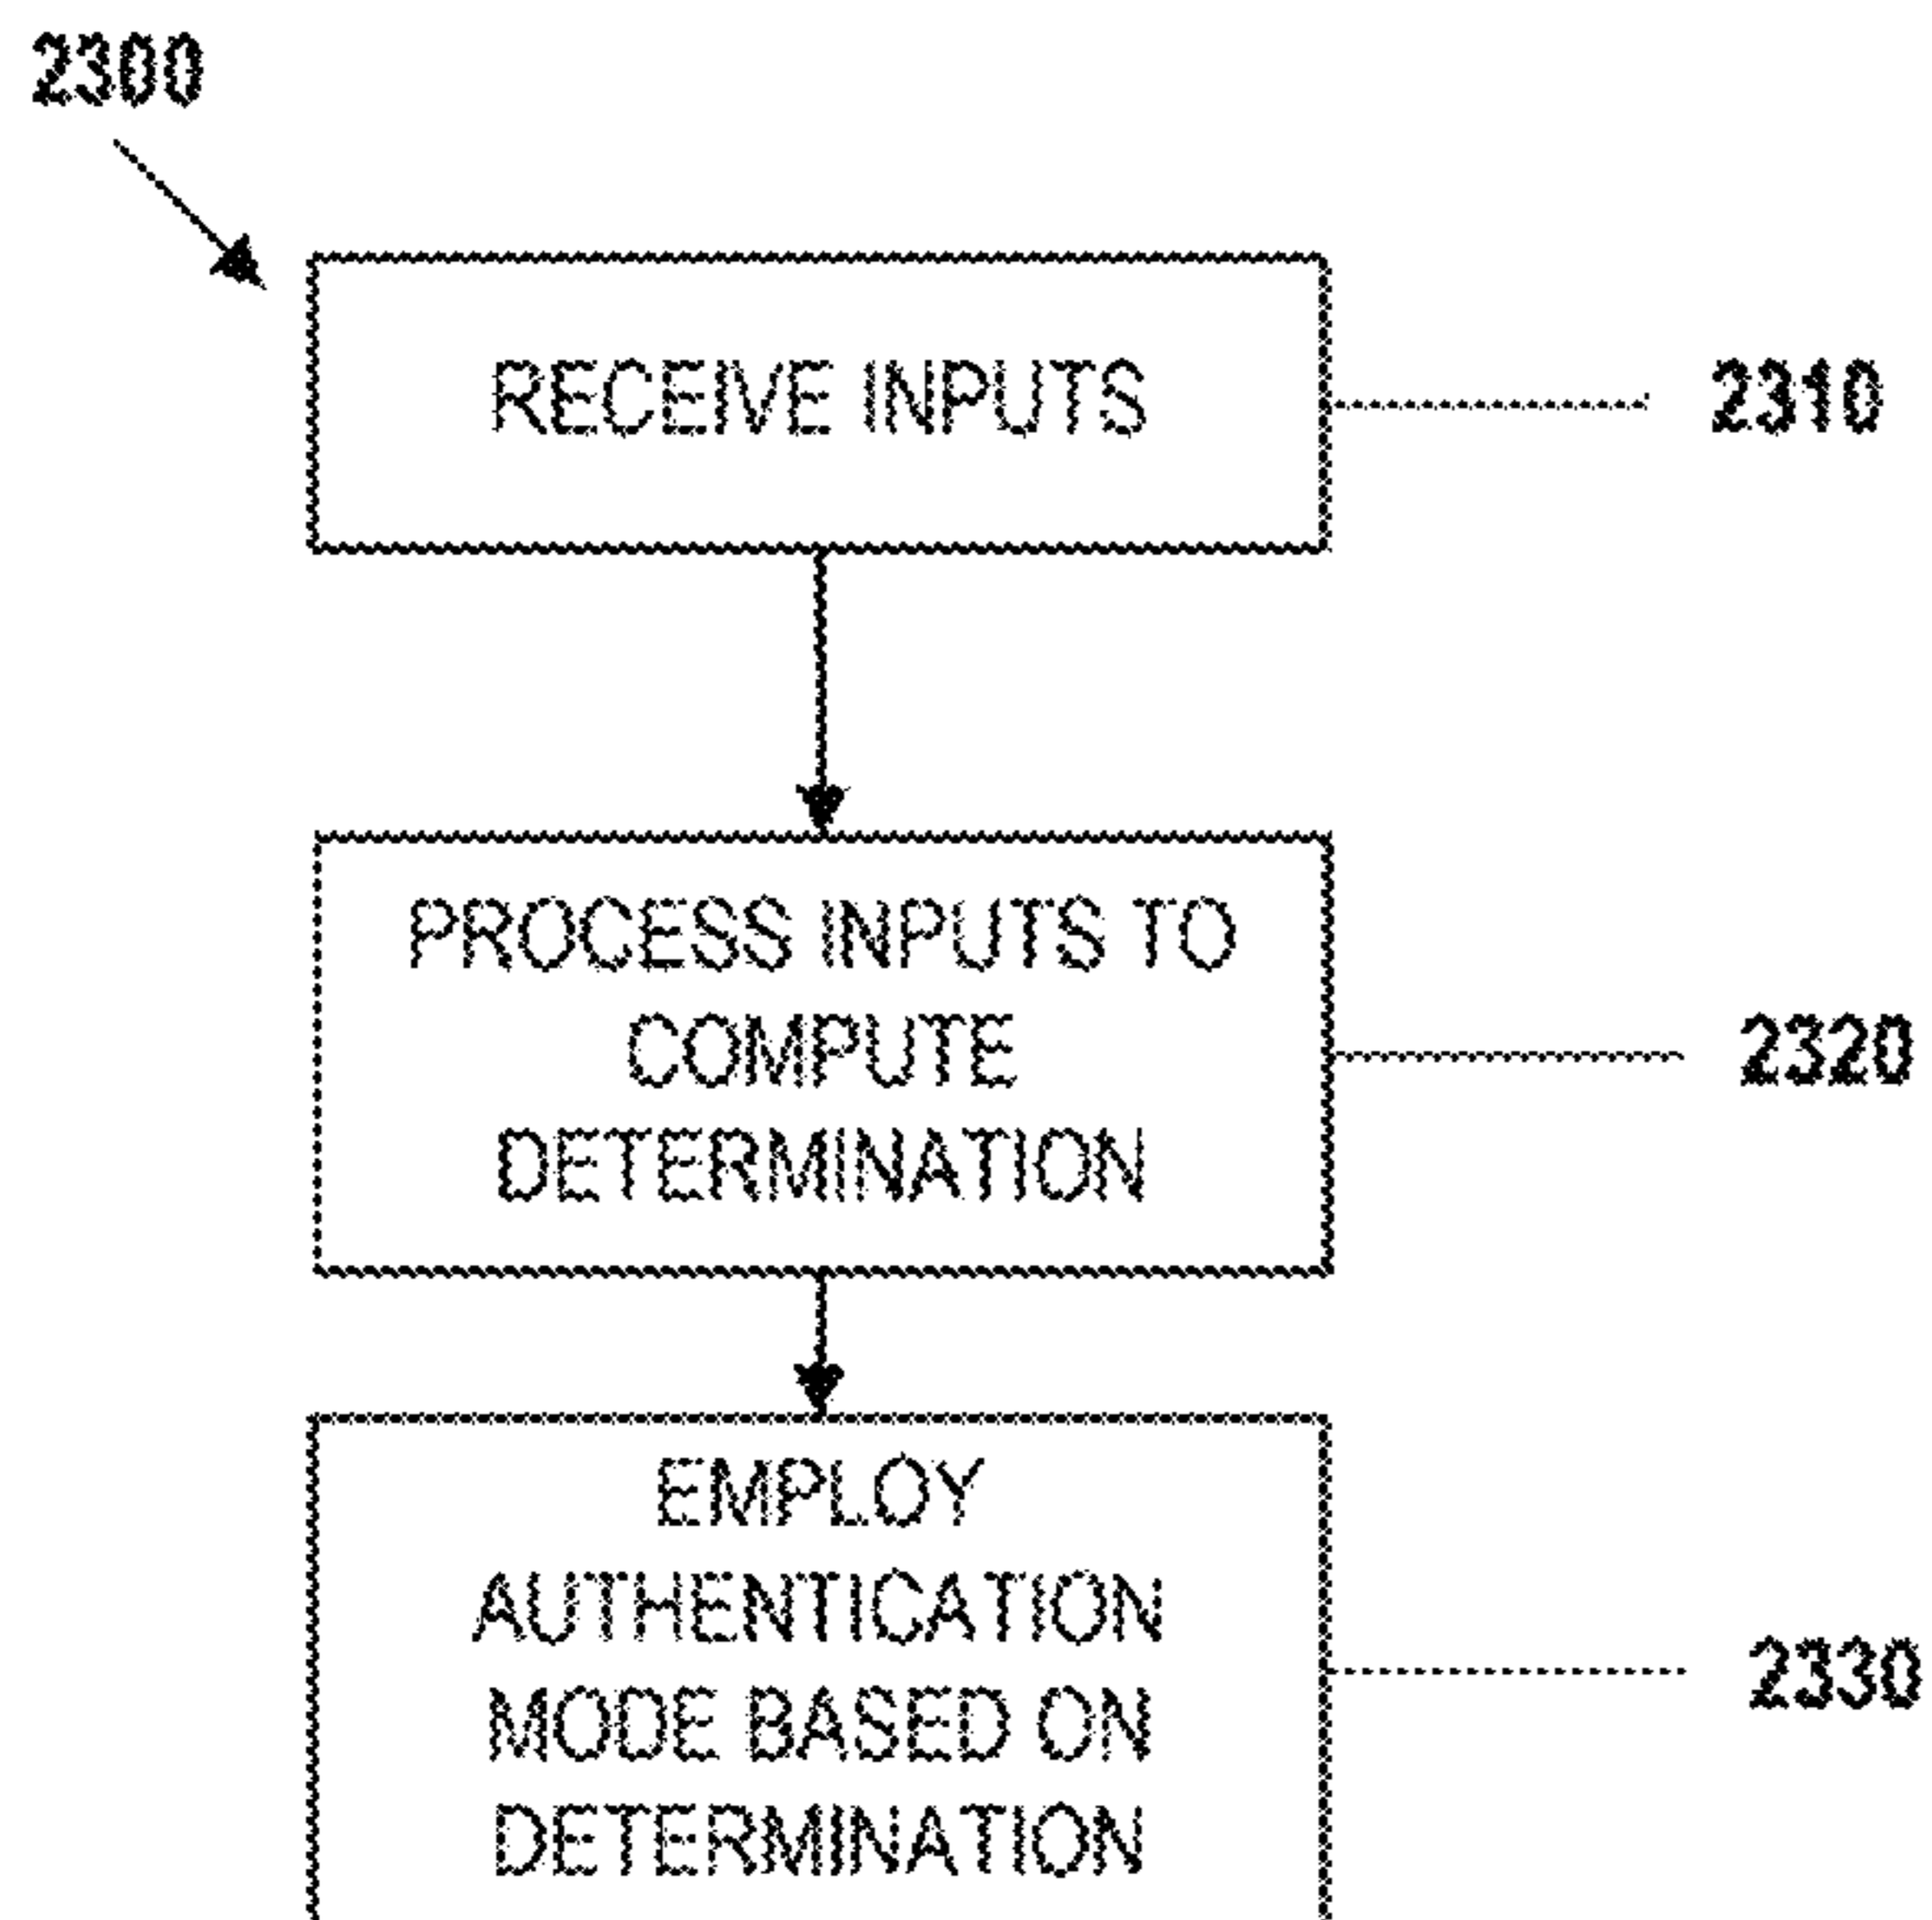 2300
RECEIVE INPUTS
2310
PROCESS INPUTS TO
COMPUTE
DETERMINATION
2320
EMPLOY
AUTHENTICATION
MODE BASED ON
DETERMINATION
2330